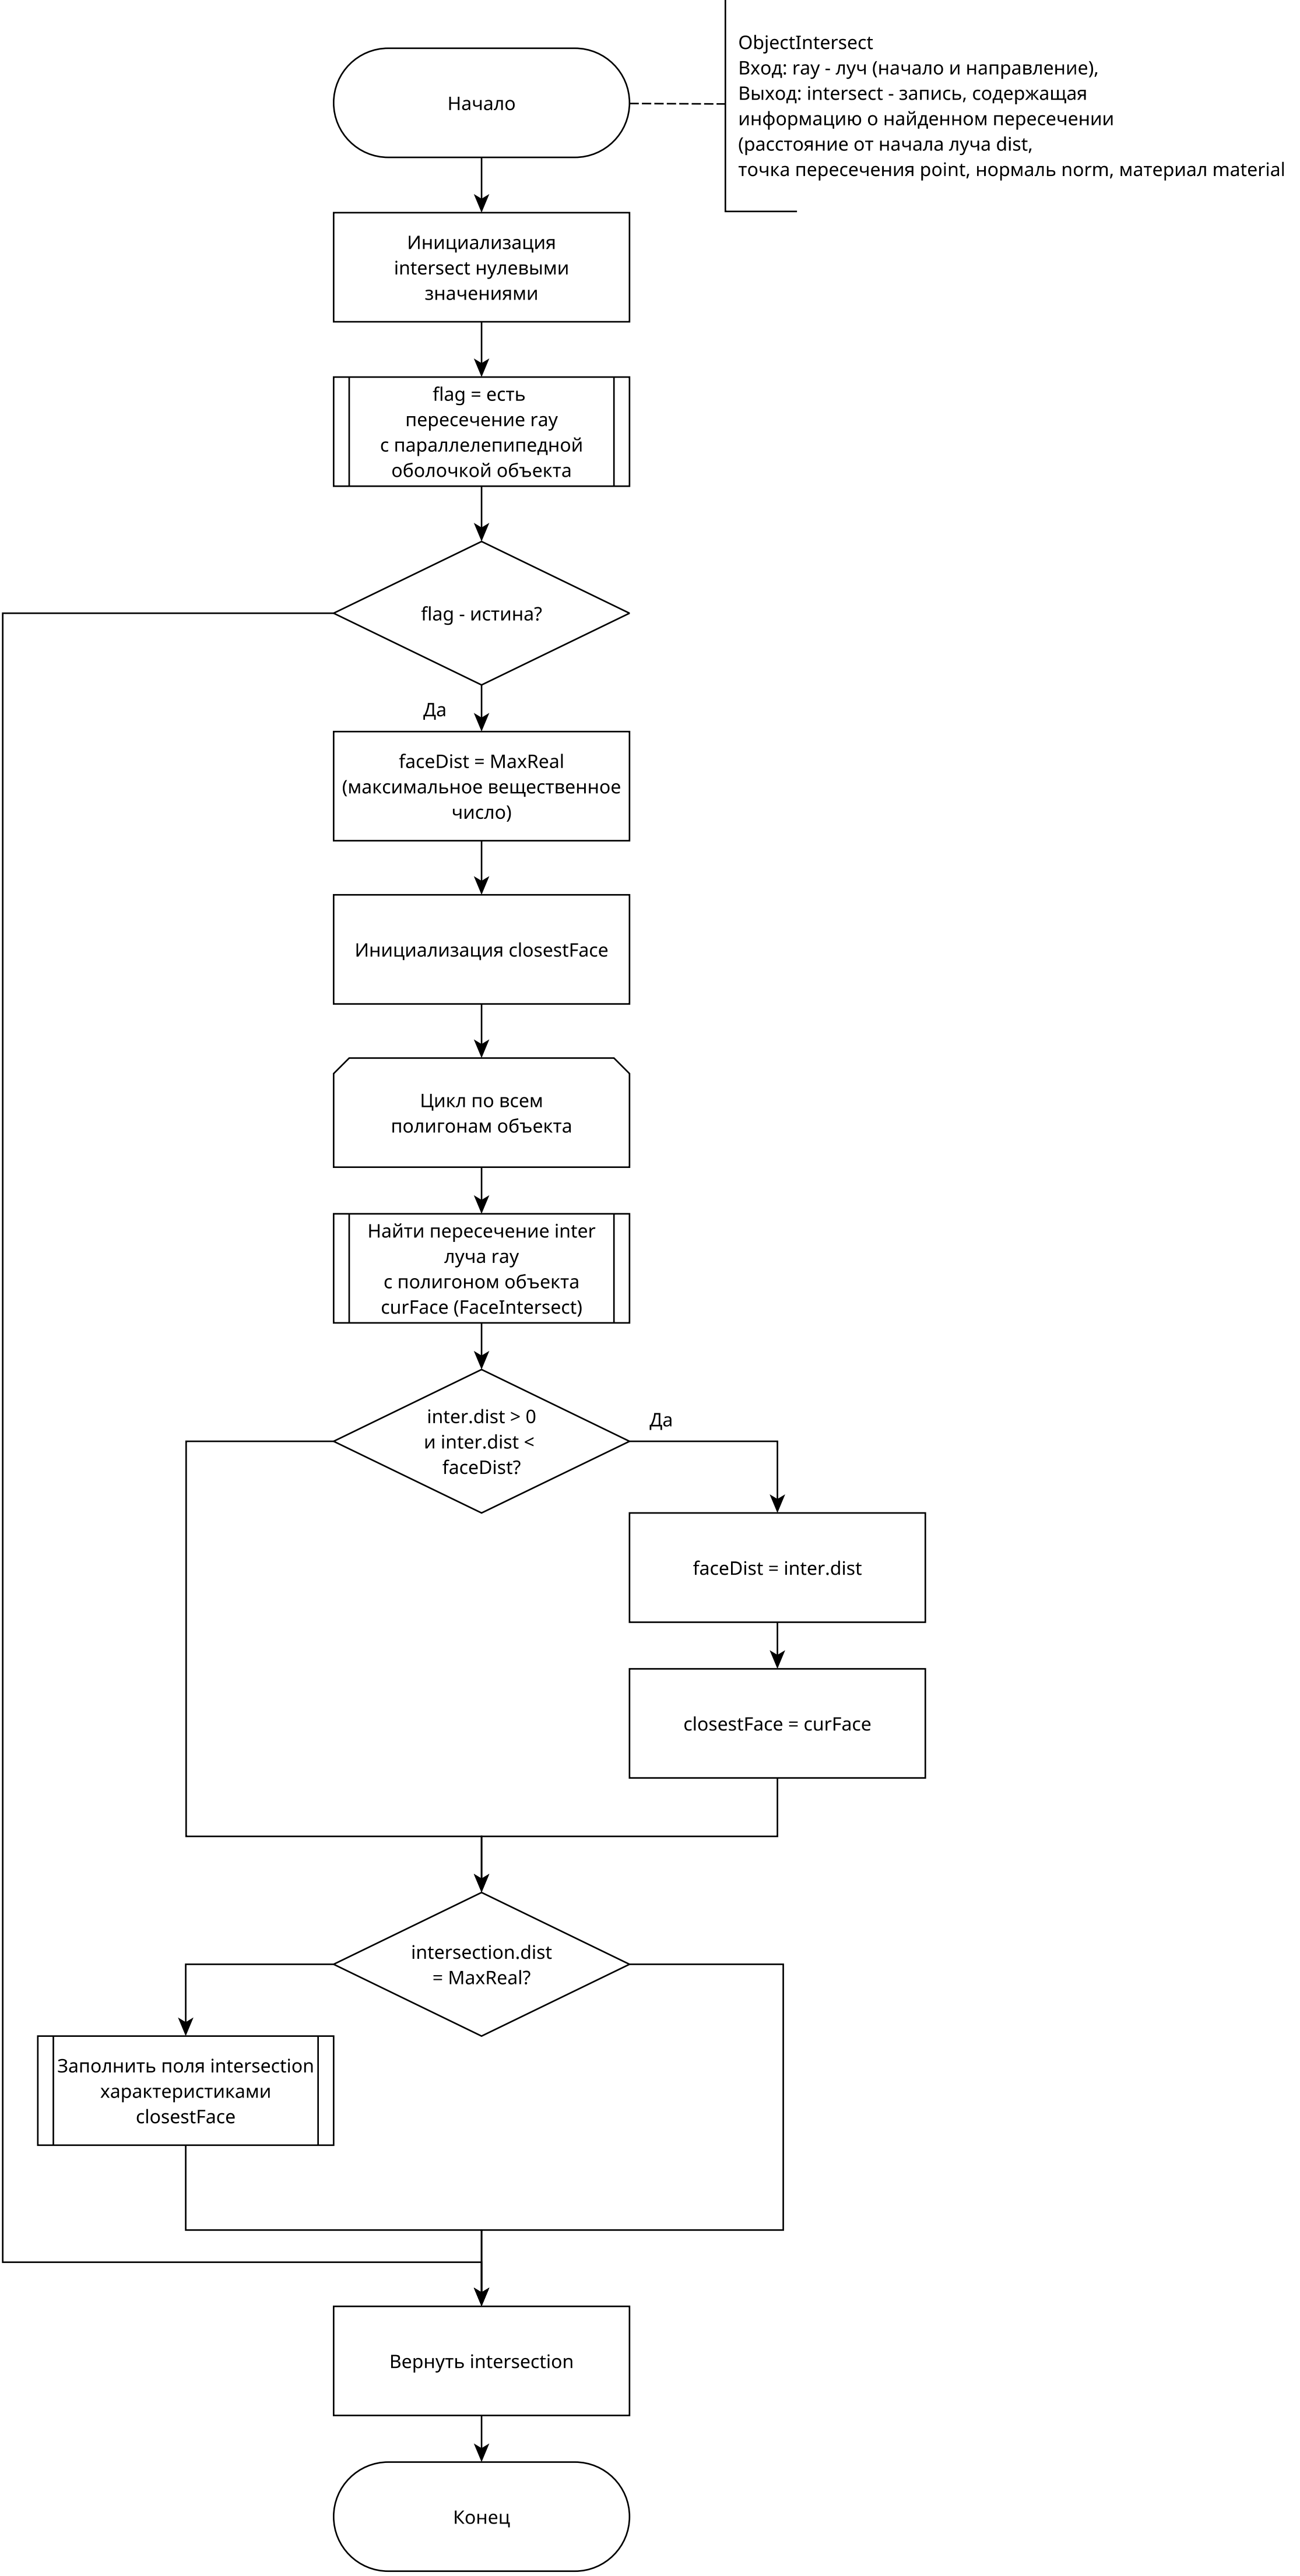 ObjectIntersect
Вход: ray - луч (начало и направление),
Выход: intersect - запись, содержащая
информацию о найденном пересечении
(расстояние от начала луча dist,
точка пересечения point, нормаль norm, материал material
Начало
Инициализация
intersect нулевыми
значениями
flag = есть
пересечение ray
с параллелепипедной
оболочкой объекта
flag - истина?
Да
faceDist = MaxReal
(максимальное вещественное
число)
Инициализация closestFace
Цикл по всем
полигонам объекта
Найти пересечение inter
луча ray
с полигоном объекта
curFace (FaceIntersect)
inter.dist > 0
и inter.dist <
faceDist?
Да
faceDist = inter.dist
closestFace = curFace
intersection.dist
= MaxReal?
Заполнить поля intersection
характеристиками
closestFace
Вернуть intersection
Конец